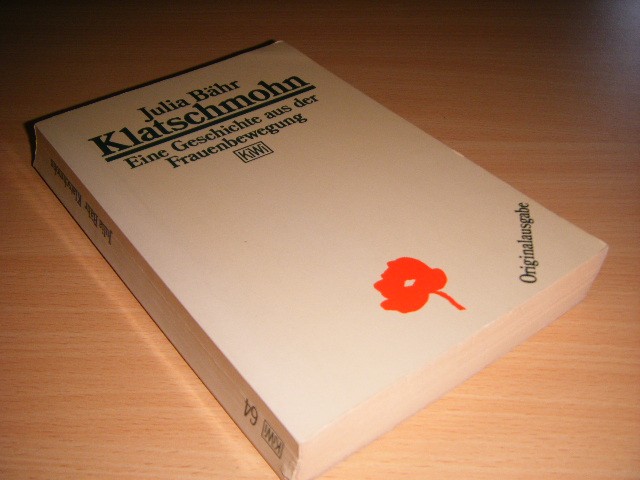 Julia Bähr
Klatschmohn
Eine Geschichte aus der
Frauenbewegung
KiWi
Originalausgabe
Julia Bähr Klatschmohn
KiWi 64